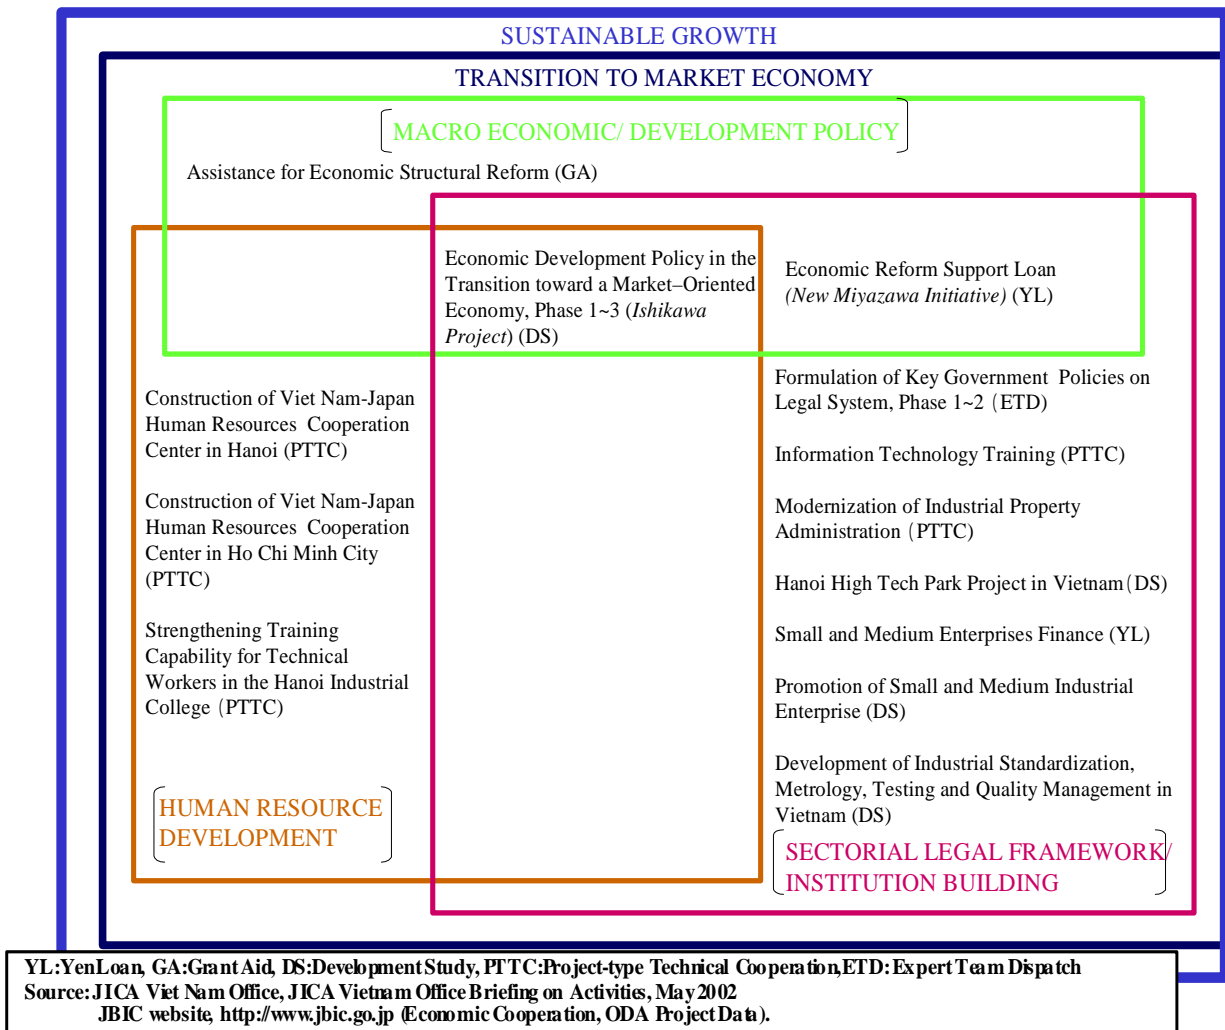 SUSTAINABLE GROWTH
TRANSITION TO MARKET ECONOMY
MACRO ECONOMIC/ DEVELOPMENT POLICY
Assistance for Economic Structural Reform (GA)
Economic Development Policy in the
Transition toward a Market–Oriented
Economy, Phase 1~3 (Ishikawa
Project) (DS)
Economic Reform Support Loan
(New Miyazawa Initiative) (YL)
Construction of Viet Nam-Japan
Human Resources Cooperation
Center in Hanoi (PTTC)
Construction of Viet Nam-Japan
Human Resources Cooperation
Center in Ho Chi Minh City
(PTTC)
Strengthening Training
Capability for Technical
Workers in the Hanoi Industrial
College (PTTC)
HUMAN RESOURCE
DEVELOPMENT
Formulation of Key Government Policies on
Legal System, Phase 1~2 (ETD)
Information Technology Training (PTTC)
Modernization of Industrial Property
Administration (PTTC)
Hanoi High Tech Park Project in Vietnam (DS)
Small and Medium Enterprises Finance (YL)
Promotion of Small and Medium Industrial
Enterprise (DS)
Development of Industrial Standardization,
Metrology, Testing and Quality Management in
Vietnam (DS)
SECTORIAL LEGAL FRAMEWORK/
INSTITUTION BUILDING
YL:YenLoan, GA:Grant Aid, DS:Development Study, PTTC:Project-type Technical Cooperation,ETD: Expert Team Dispatch
Source: JICA Viet Nam Office, JICA Vietnam Office Briefing on Activities, May 2002
JBIC website, http://www.jbic.go.jp (Economic Cooperation, ODA Project Data).